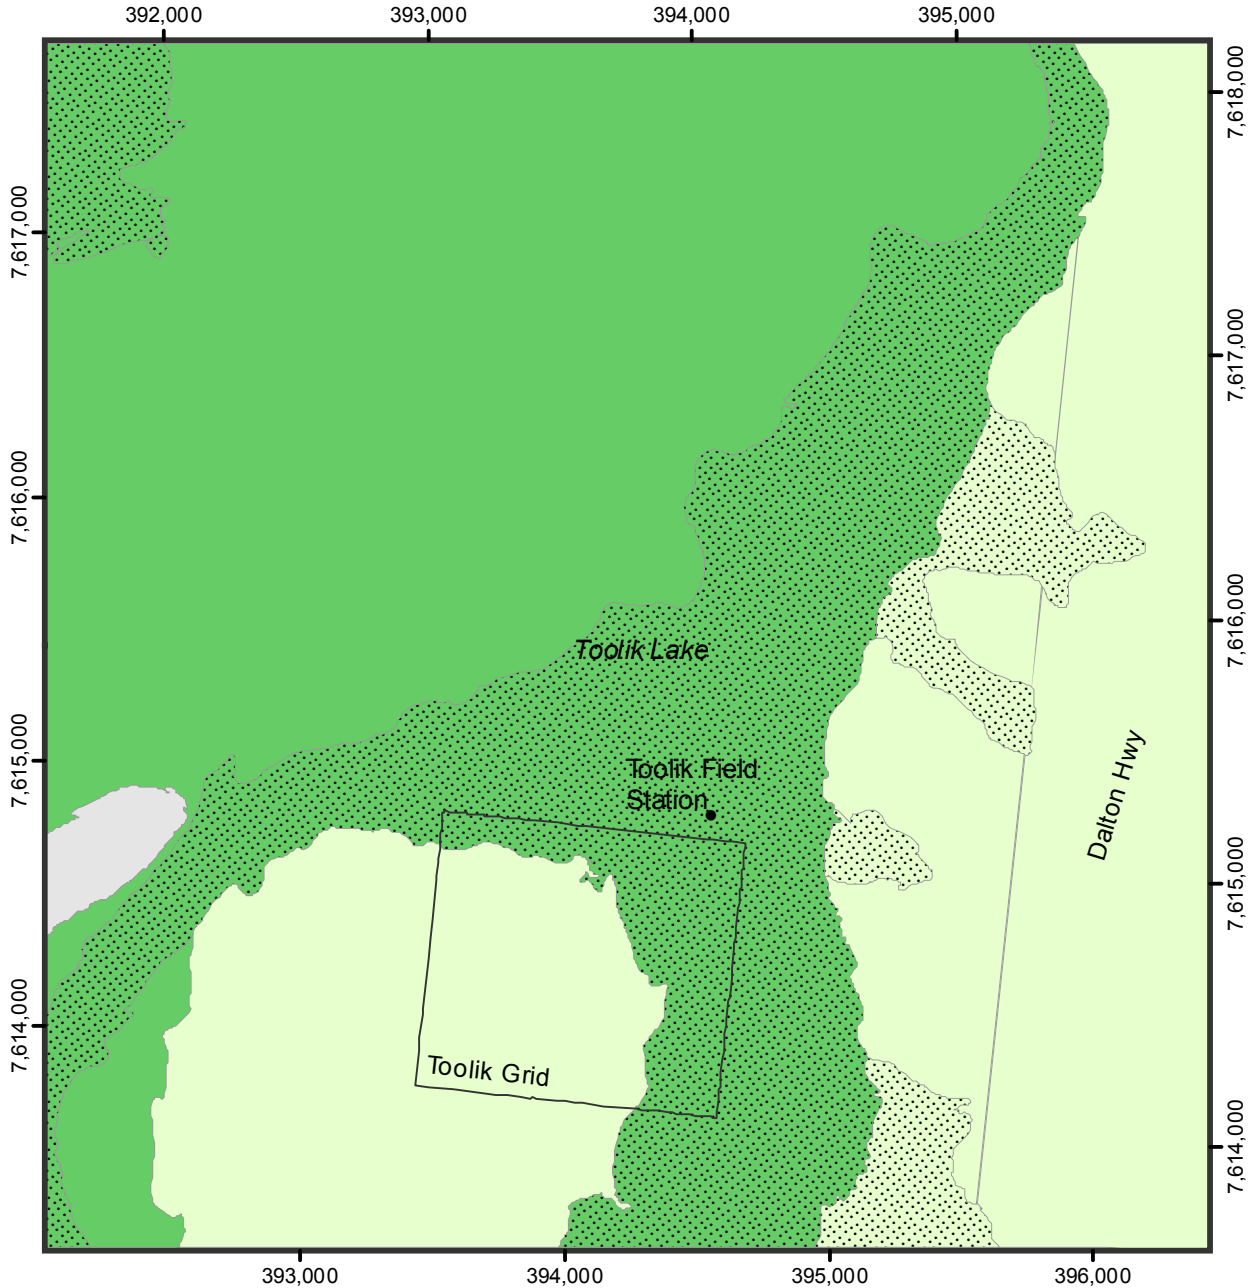 392,000 393,000 394,000 395,000
7,618,000
7,617,000
7,617,000
7,616,000
7,616,000
Toolik Lake
Dalton Hwy
7,615,000
Toolik Field
Station
7,615,000
7,614,000
Toolik Grid
7,614,000
393,000 394,000 395,000 396,000